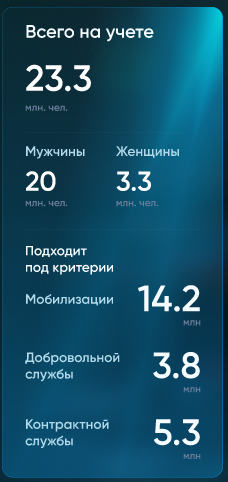 Всего на учете
23.3
млн. чел.
Мужчины Женщины
20 3.3
млн. чел. млн. чел.
Подходит
под критерии
Мобилизации 14.2
млн
Добровольной
службы 3.8
млн
Контрактной
службы 5.3
млн